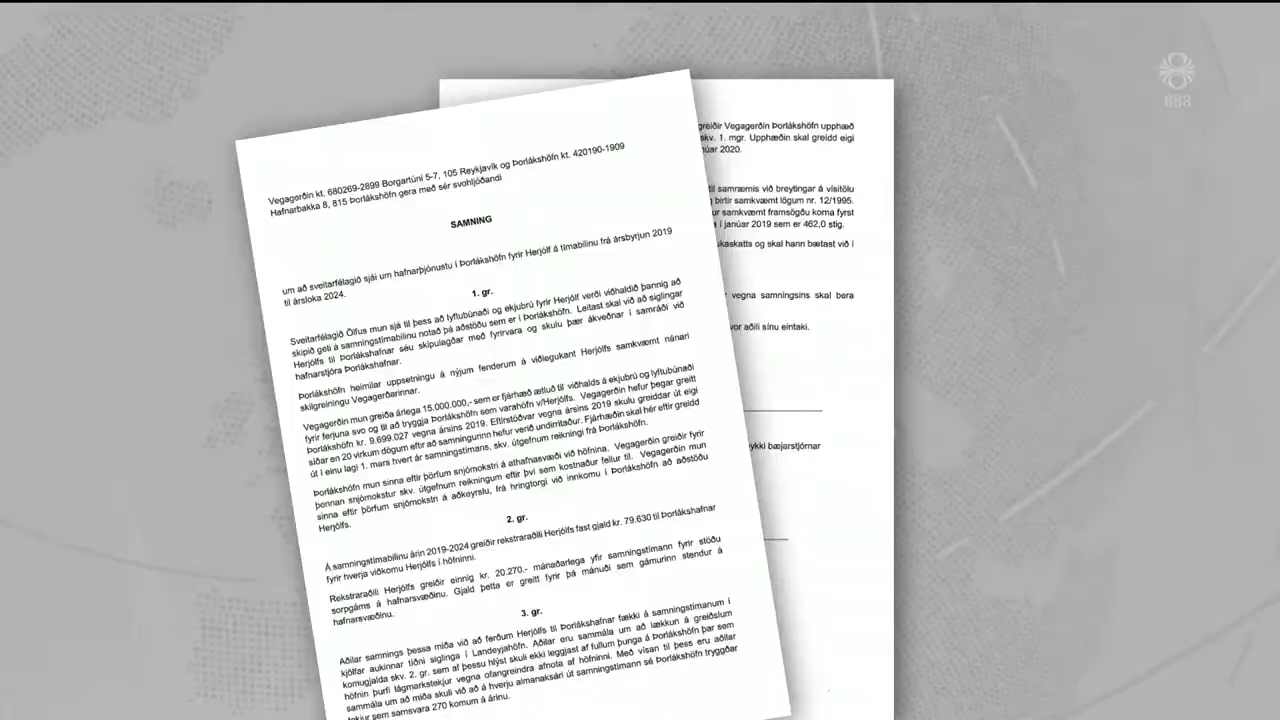 Vegagerðin kt. 680269-2899 Borgartúni 5-7, 105 Reykjavík og Þorlákshöfn kt. 420190-1909
Hafnarbakka 8, 815 Þorlákshöfn gera með sér svohljóðandi
SAMNING
um að sveitarfélagið sjái um hafnarþjónustu í Þorlákshöfn fyrir Herjólf á tímabilinu frá ársbyrjun 2019
til ársloka 2024.
1. gr.
Sveitarfélagið Ölfus mun sjá til þess að lyftubúnaði og ekjubrú fyrir Herjólf verði viðhaldið þannig að
skipið geti á samningstímabilinu notað þá aðstöðu sem er í Þorlákshöfn. Leitast skal við að siglingar
Herjólfs til Þorlákshafnar séu skipulagðar með fyrirvara og skulu þær ákveðnar í samráði við
hafnarstjóra Þorlákshafnar.
Þorlákshöfn heimilar uppsetningu á nýjum fenderum á viðlegukant Herjólfs samkvæmt nánari
skilgreiningu Vegagerðarinnar.
Vegagerðin mun greiða árlega 15.000.000,- sem er fjárhæð ætluð til viðhalds á ekjubrú og lyftubúnaði
fyrir ferjuna svo og til að tryggja Þorlákshöfn sem varahöfn v/Herjólfs. Vegagerðin hefur þegar greitt
Þorlákshöfn kr. 9.699.027 vegna ársins 2019. Eftirstöðvar vegna ársins 2019 skulu greiddar út eigi
síðar en 20 virkum dögum eftir að samningurinn hefur verið undirritaður. Fjárhæðin skal hér eftir greidd
út í einu lagi 1. mars hvert ár samningstímans, skv. útgefnum reikningi frá Þorlákshöfn.
Þorlákshöfn mun sinna eftir þörfum snjómokstri á athafnasvæði við höfnina. Vegagerðin greiðir fyrir
þennan snjómokstur skv. útgefnum reikningum eftir því sem kostnaður fellur til. Vegagerðin mun
sinna eftir þörfum snjómokstri á aðkeyrslu, frá hringtorgi við innkomu í Þorlákshöfn að aðstöðu
Herjólfs.
2. gr.
Á samningstímabilinu árin 2019-2024 greiðir rekstraraðili Herjólfs fast gjald kr. 79.630 til Þorlákshafnar
fyrir hverja viðkomu Herjólfs í höfninni.
Rekstraraðili Herjólfs greiðir einnig kr. 20.270.- mánaðarlega yfir samningstímann fyrir stöðu
sorpgáms á hafnarsvæðinu. Gjald þetta er greitt fyrir þá mánuði sem gámurinn stendur á
hafnarsvæðinu.
3. gr.
Aðilar samnings þessa miða við að ferðum Herjólfs til Þorlákshafnar fækki á samningstímanum í
kjölfar aukinnar tíðni siglinga í Landeyjahöfn. Aðilar eru sammála um að lækkun á greiðslum
komugjalda skv. 2. gr. sem af þessu hlýst skuli ekki leggjast af fullum þunga á Þorlákshöfn þar sem
höfnin þurfi lágmarkstekjur vegna ofangreindra afnota af höfninni. Með vísan til þess eru aðilar
sammála um að miða skuli við að á hverju almanaksári út samningstímann sé Þorlákshöfn tryggðar
tekjur sem samsvara 270 komum á árinu.
greiðir Vegagerðin Þorlákshöfn upphæð
skv. 1. mgr. Upphæðin skal greidd eigi
núar 2020.
til samræmis við breytingar á vísitölu
birtir samkvæmt lögum nr. 12/1995.
ur samkvæmt framsögðu koma fyrst
í janúar 2019 sem er 462,0 stig.
ukaskatts og skal hann bætast við í
vegna samningsins skal bera
vor aðili sínu eintaki.
ykki bæjarstjórnar
888